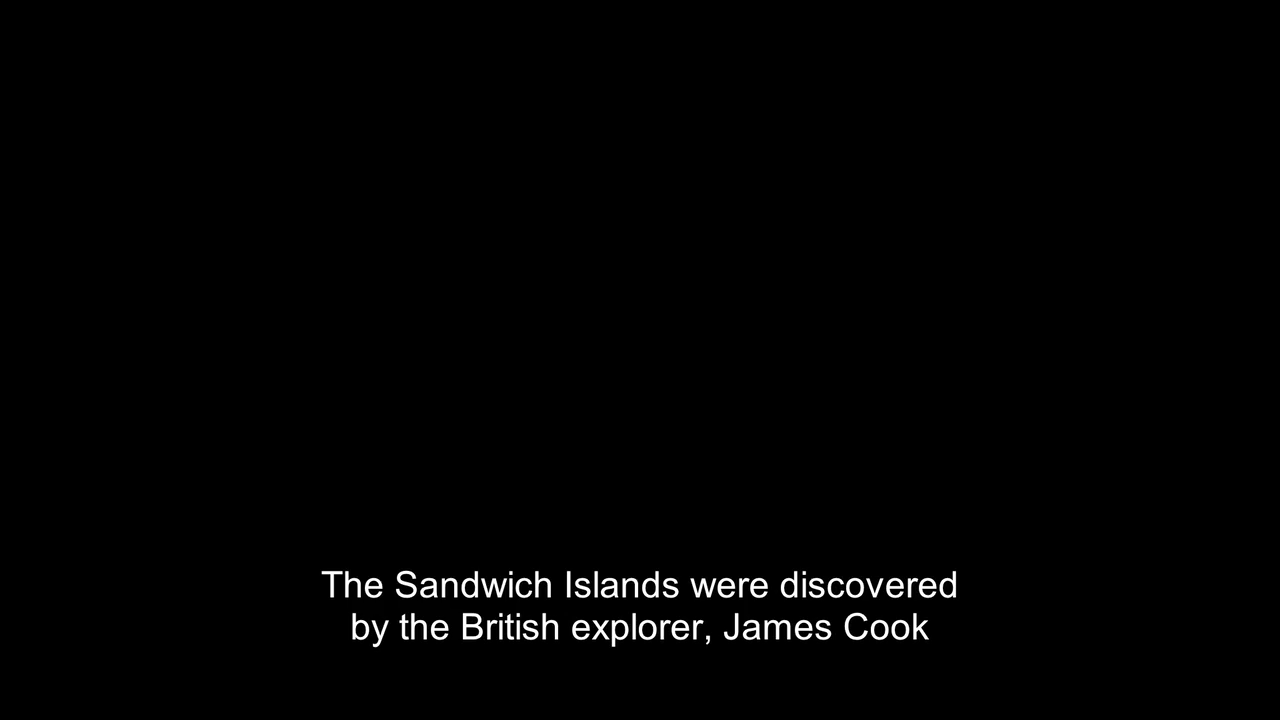 The Sandwich Islands were discovered
by the British explorer, James Cook